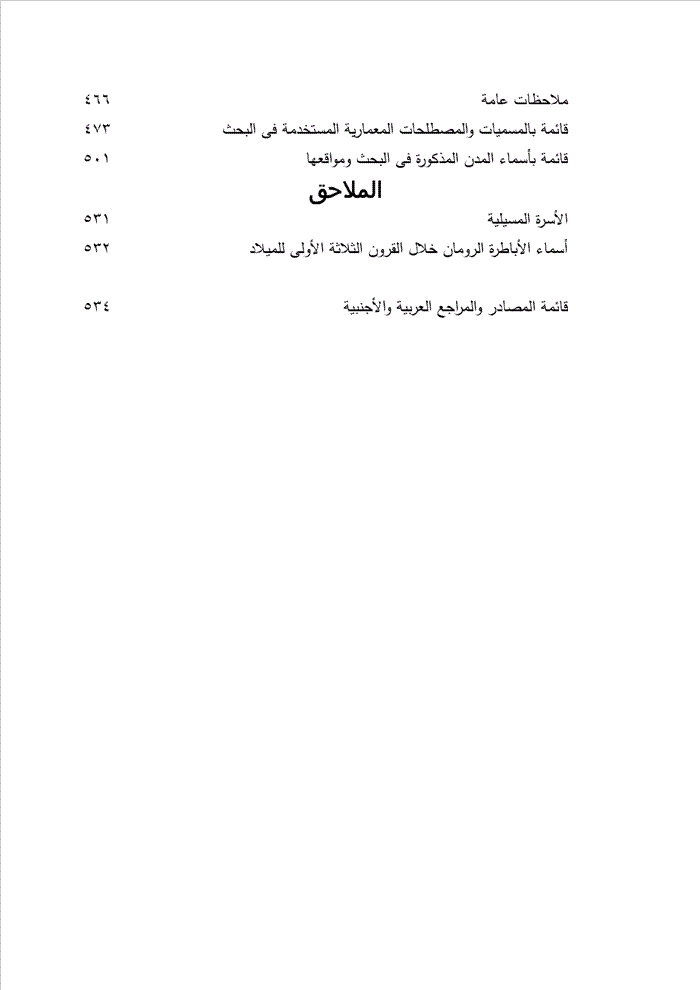 ملاحظات عامة ٤٦٦
قائمة بالمسميات والمصطلحات المعمارية المستخدمة فى البحث ٤٧٣
قائمة بأسماء المدن المذكورة فى البحث ومواقعها ٥٠١
الملاحق
الأسرة المسيلية ٥٣١
أسماء الأباطرة الرومان خلال القرون الثلاثة الأولى للميلاد ٥٣٢
قائمة المصادر والمراجع العربية والأجنبية ٥٣٤